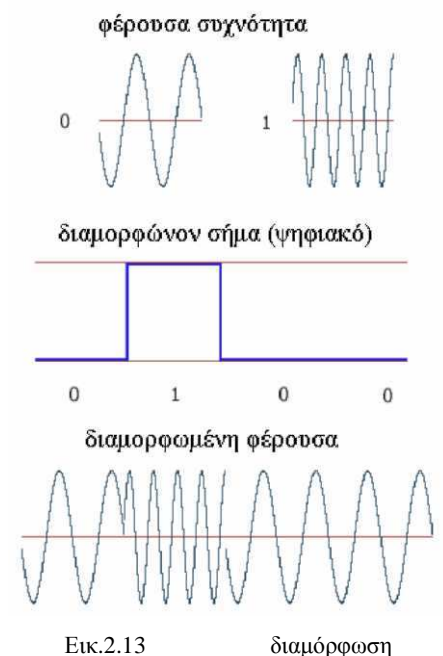 φέρουσα συχνότητα
0 1
διαμορφώνον σήμα (ψηφιακό)
0 1 0 0
διαμορφωμένη φέρουσα
Εικ.2.13 διαμόρφωση